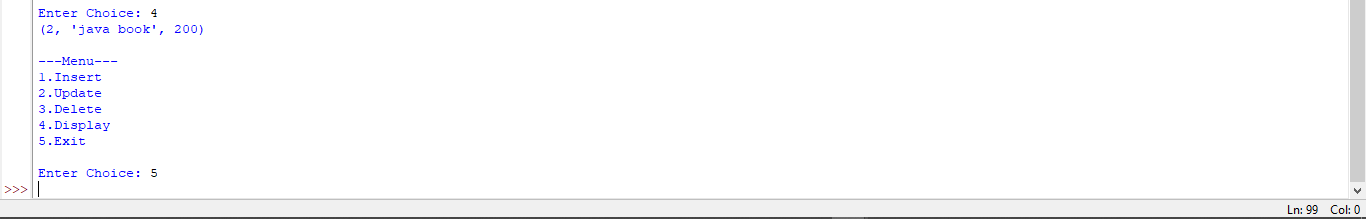 Enter Choice: 4
(2, 'java book', 200)
---Menu---
1.Insert
2.Update
3.Delete
4.Display
5.Exit
Enter Choice: 5
>>>
Ln: 99 Col: 0